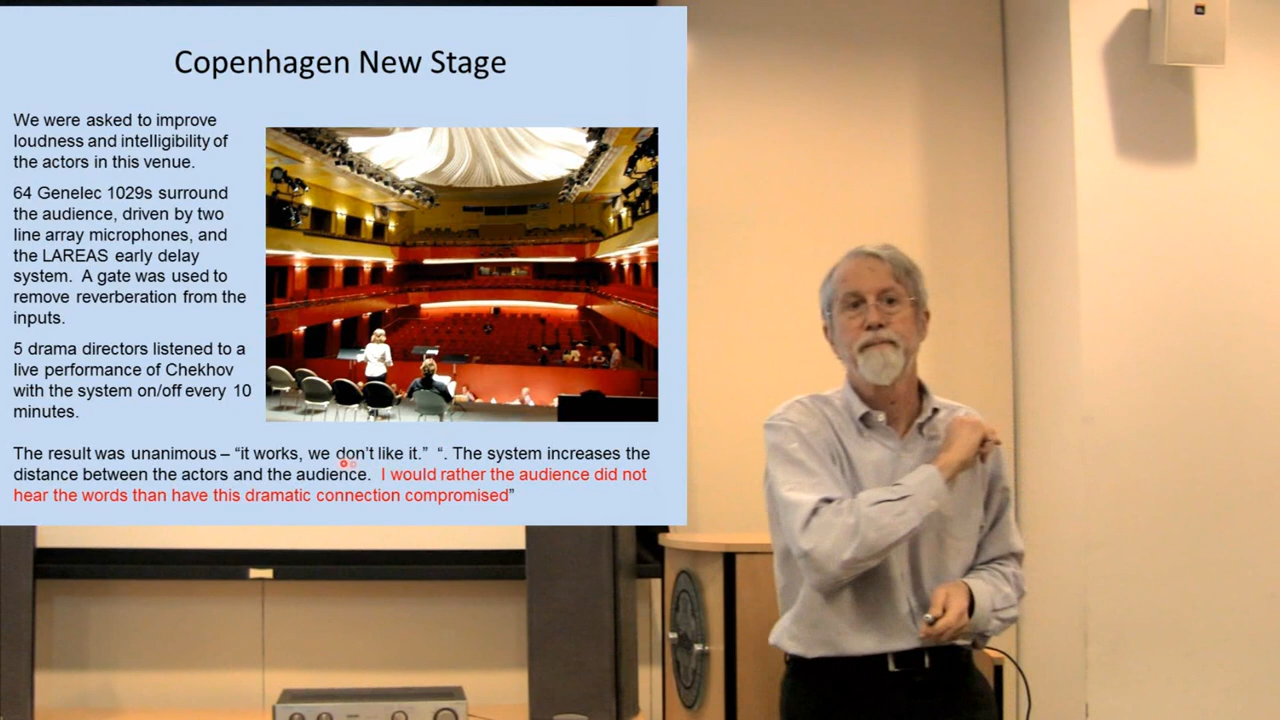 Copenhagen New Stage
We were asked to improve
loudness and intelligibility of
the actors in this venue.
64 Genelec 1029s surround
the audience, driven by two
line array microphones, and
the LAREAS early delay
system.  A gate was used to
remove reverberation from the
inputs.
5 drama directors listened to a
live performance of Chekhov
with the system on/off every 10
minutes.
The result was unanimous – “it works, we don’t like it.”  “. The system increases the
distance between the actors and the audience.  I would rather the audience did not
hear the words than have this dramatic connection compromised”